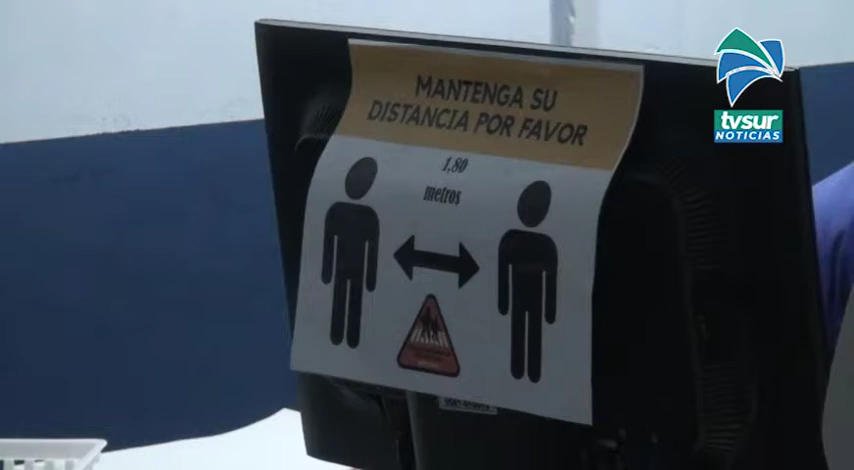 MANTENGA SU
DISTANCIA POR FAVOR
1,80
metros
tvsur
NOTICIAS